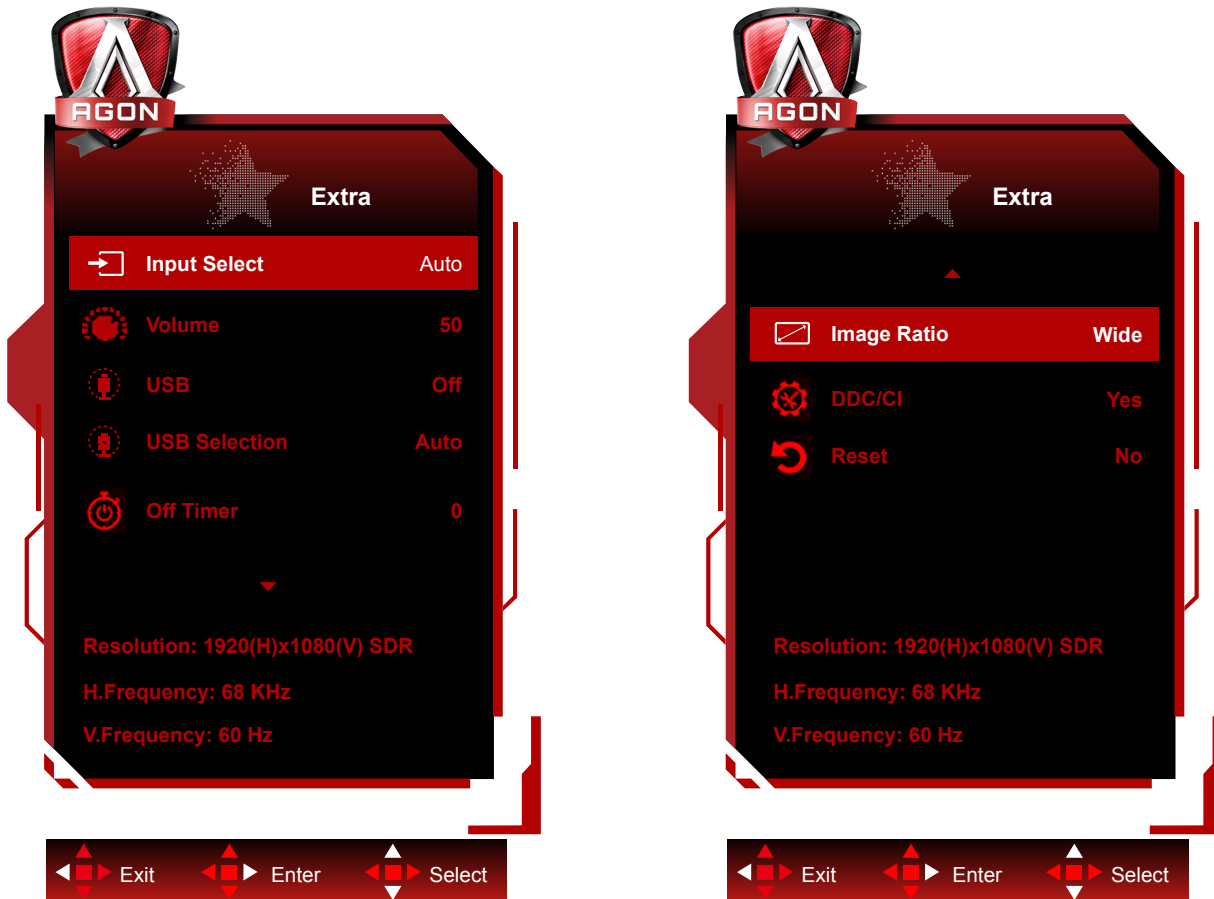 AGON
Extra
Input Select Auto
Volume 50
USB Off
USB Selection Auto
Off Timer 0
Resolution: 1920(H)x1080(V) SDR
H.Frequency: 68 KHz
V.Frequency: 60 Hz
Exit Enter Select
AGON
Extra
Image Ratio Wide
DDC/CI Yes
Reset No
Resolution: 1920(H)x1080(V) SDR
H.Frequency: 68 KHz
V.Frequency: 60 Hz
Exit Enter Select